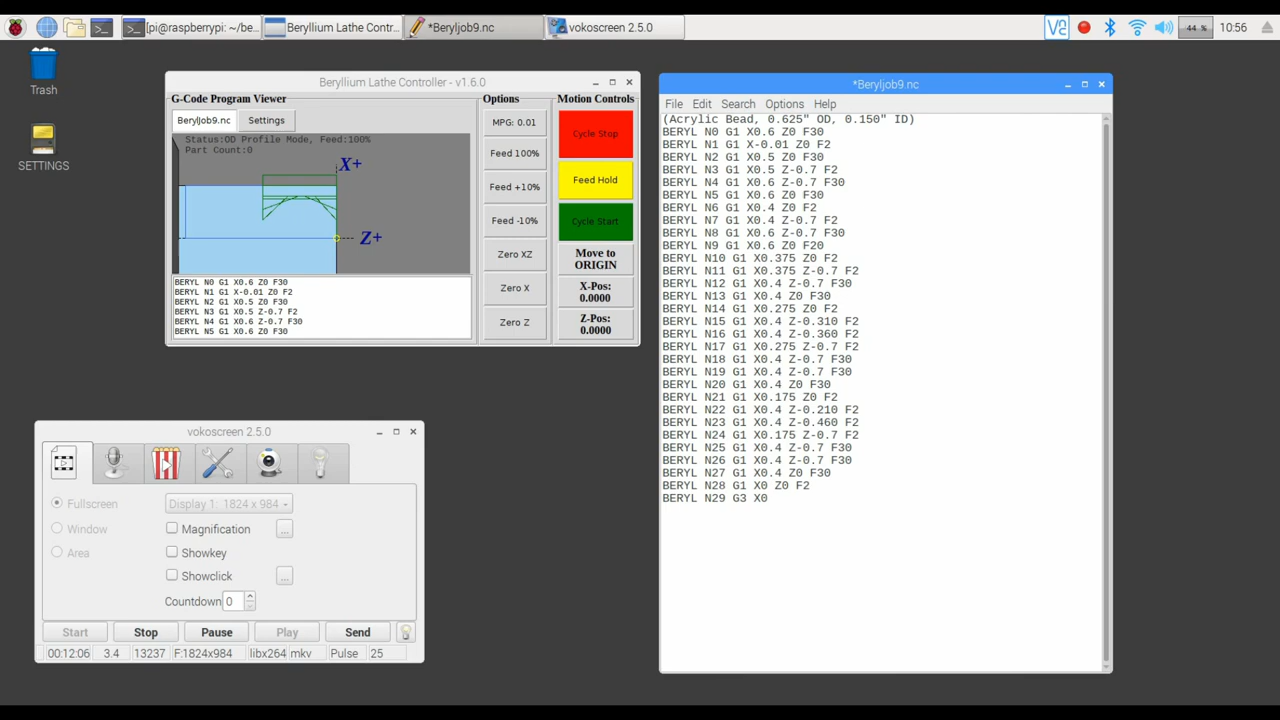 [pi@raspberrypi: ~/be...
Beryllium Lathe Contr...
*Beryljob9.nc
vokoscreen 2.5.0
44 %
10:56
Trash
SETTINGS
Beryllium Lathe Controller - v1.6.0
G-Code Program Viewer
Options
Motion Controls
Beryljob9.nc
Settings
Status:OD Profile Mode, Feed:100%
Part Count:0
X+
Z+
BERYL N0 G1 X0.6 Z0 F30
BERYL N1 G1 X-0.01 Z0 F2
BERYL N2 G1 X0.5 Z0 F30
BERYL N3 G1 X0.5 Z-0.7 F2
BERYL N4 G1 X0.6 Z-0.7 F30
BERYL N5 G1 X0.6 Z0 F30
MPG: 0.01
Feed 100%
Feed +10%
Feed -10%
Zero XZ
Zero X
Zero Z
Cycle Stop
Feed Hold
Cycle Start
Move to
ORIGIN
X-Pos:
0.0000
Z-Pos:
0.0000
*Beryljob9.nc
File Edit Search Options Help
(Acrylic Bead, 0.625" OD, 0.150" ID)
BERYL N0 G1 X0.6 Z0 F30
BERYL N1 G1 X-0.01 Z0 F2
BERYL N2 G1 X0.5 Z0 F30
BERYL N3 G1 X0.5 Z-0.7 F2
BERYL N4 G1 X0.6 Z-0.7 F30
BERYL N5 G1 X0.6 Z0 F30
BERYL N6 G1 X0.4 Z0 F2
BERYL N7 G1 X0.4 Z-0.7 F2
BERYL N8 G1 X0.6 Z-0.7 F30
BERYL N9 G1 X0.6 Z0 F20
BERYL N10 G1 X0.375 Z0 F2
BERYL N11 G1 X0.375 Z-0.7 F2
BERYL N12 G1 X0.4 Z-0.7 F30
BERYL N13 G1 X0.4 Z0 F30
BERYL N14 G1 X0.275 Z0 F2
BERYL N15 G1 X0.4 Z-0.310 F2
BERYL N16 G1 X0.4 Z-0.360 F2
BERYL N17 G1 X0.275 Z-0.7 F2
BERYL N18 G1 X0.4 Z-0.7 F30
BERYL N19 G1 X0.4 Z-0.7 F30
BERYL N20 G1 X0.4 Z0 F30
BERYL N21 G1 X0.175 Z0 F2
BERYL N22 G1 X0.4 Z-0.210 F2
BERYL N23 G1 X0.4 Z-0.460 F2
BERYL N24 G1 X0.175 Z-0.7 F2
BERYL N25 G1 X0.4 Z-0.7 F30
BERYL N26 G1 X0.4 Z-0.7 F30
BERYL N27 G1 X0.4 Z0 F30
BERYL N28 G1 X0 Z0 F2
BERYL N29 G3 X0
vokoscreen 2.5.0
Fullscreen
Display 1: 1824 x 984
Window
Magnification
...
Area
Showkey
Showclick
...
Countdown 0
Start Stop Pause Play Send
00:12:06 3.4 13237 F:1824x984 libx264 mkv Pulse 25